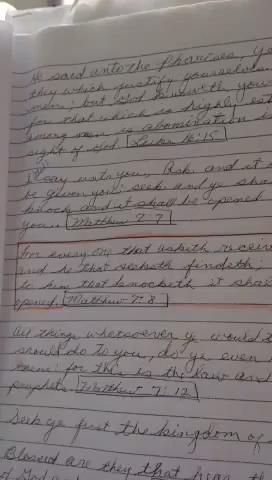 He said unto the Pharisees, Ye
they which justify yourselves
men; but God knoweth your
for that which is highly est
among men is abomination i
sight of God. Luke 16:15
I say unto you, Ask, and it
be given you; seek and ye sha
knock and it shall be opened
you. Matthew 7:7
For every one that asketh receiv
and he that seeketh findeth;
to him that knocketh it shal
opened. Matthew 7:8
All things whatsoever ye would t
should do to you, do ye even
them: for this is the Law and
prophets. Matthew 7:12
Seek ye first the kingdom of
Blessed are they that hear th
of God a